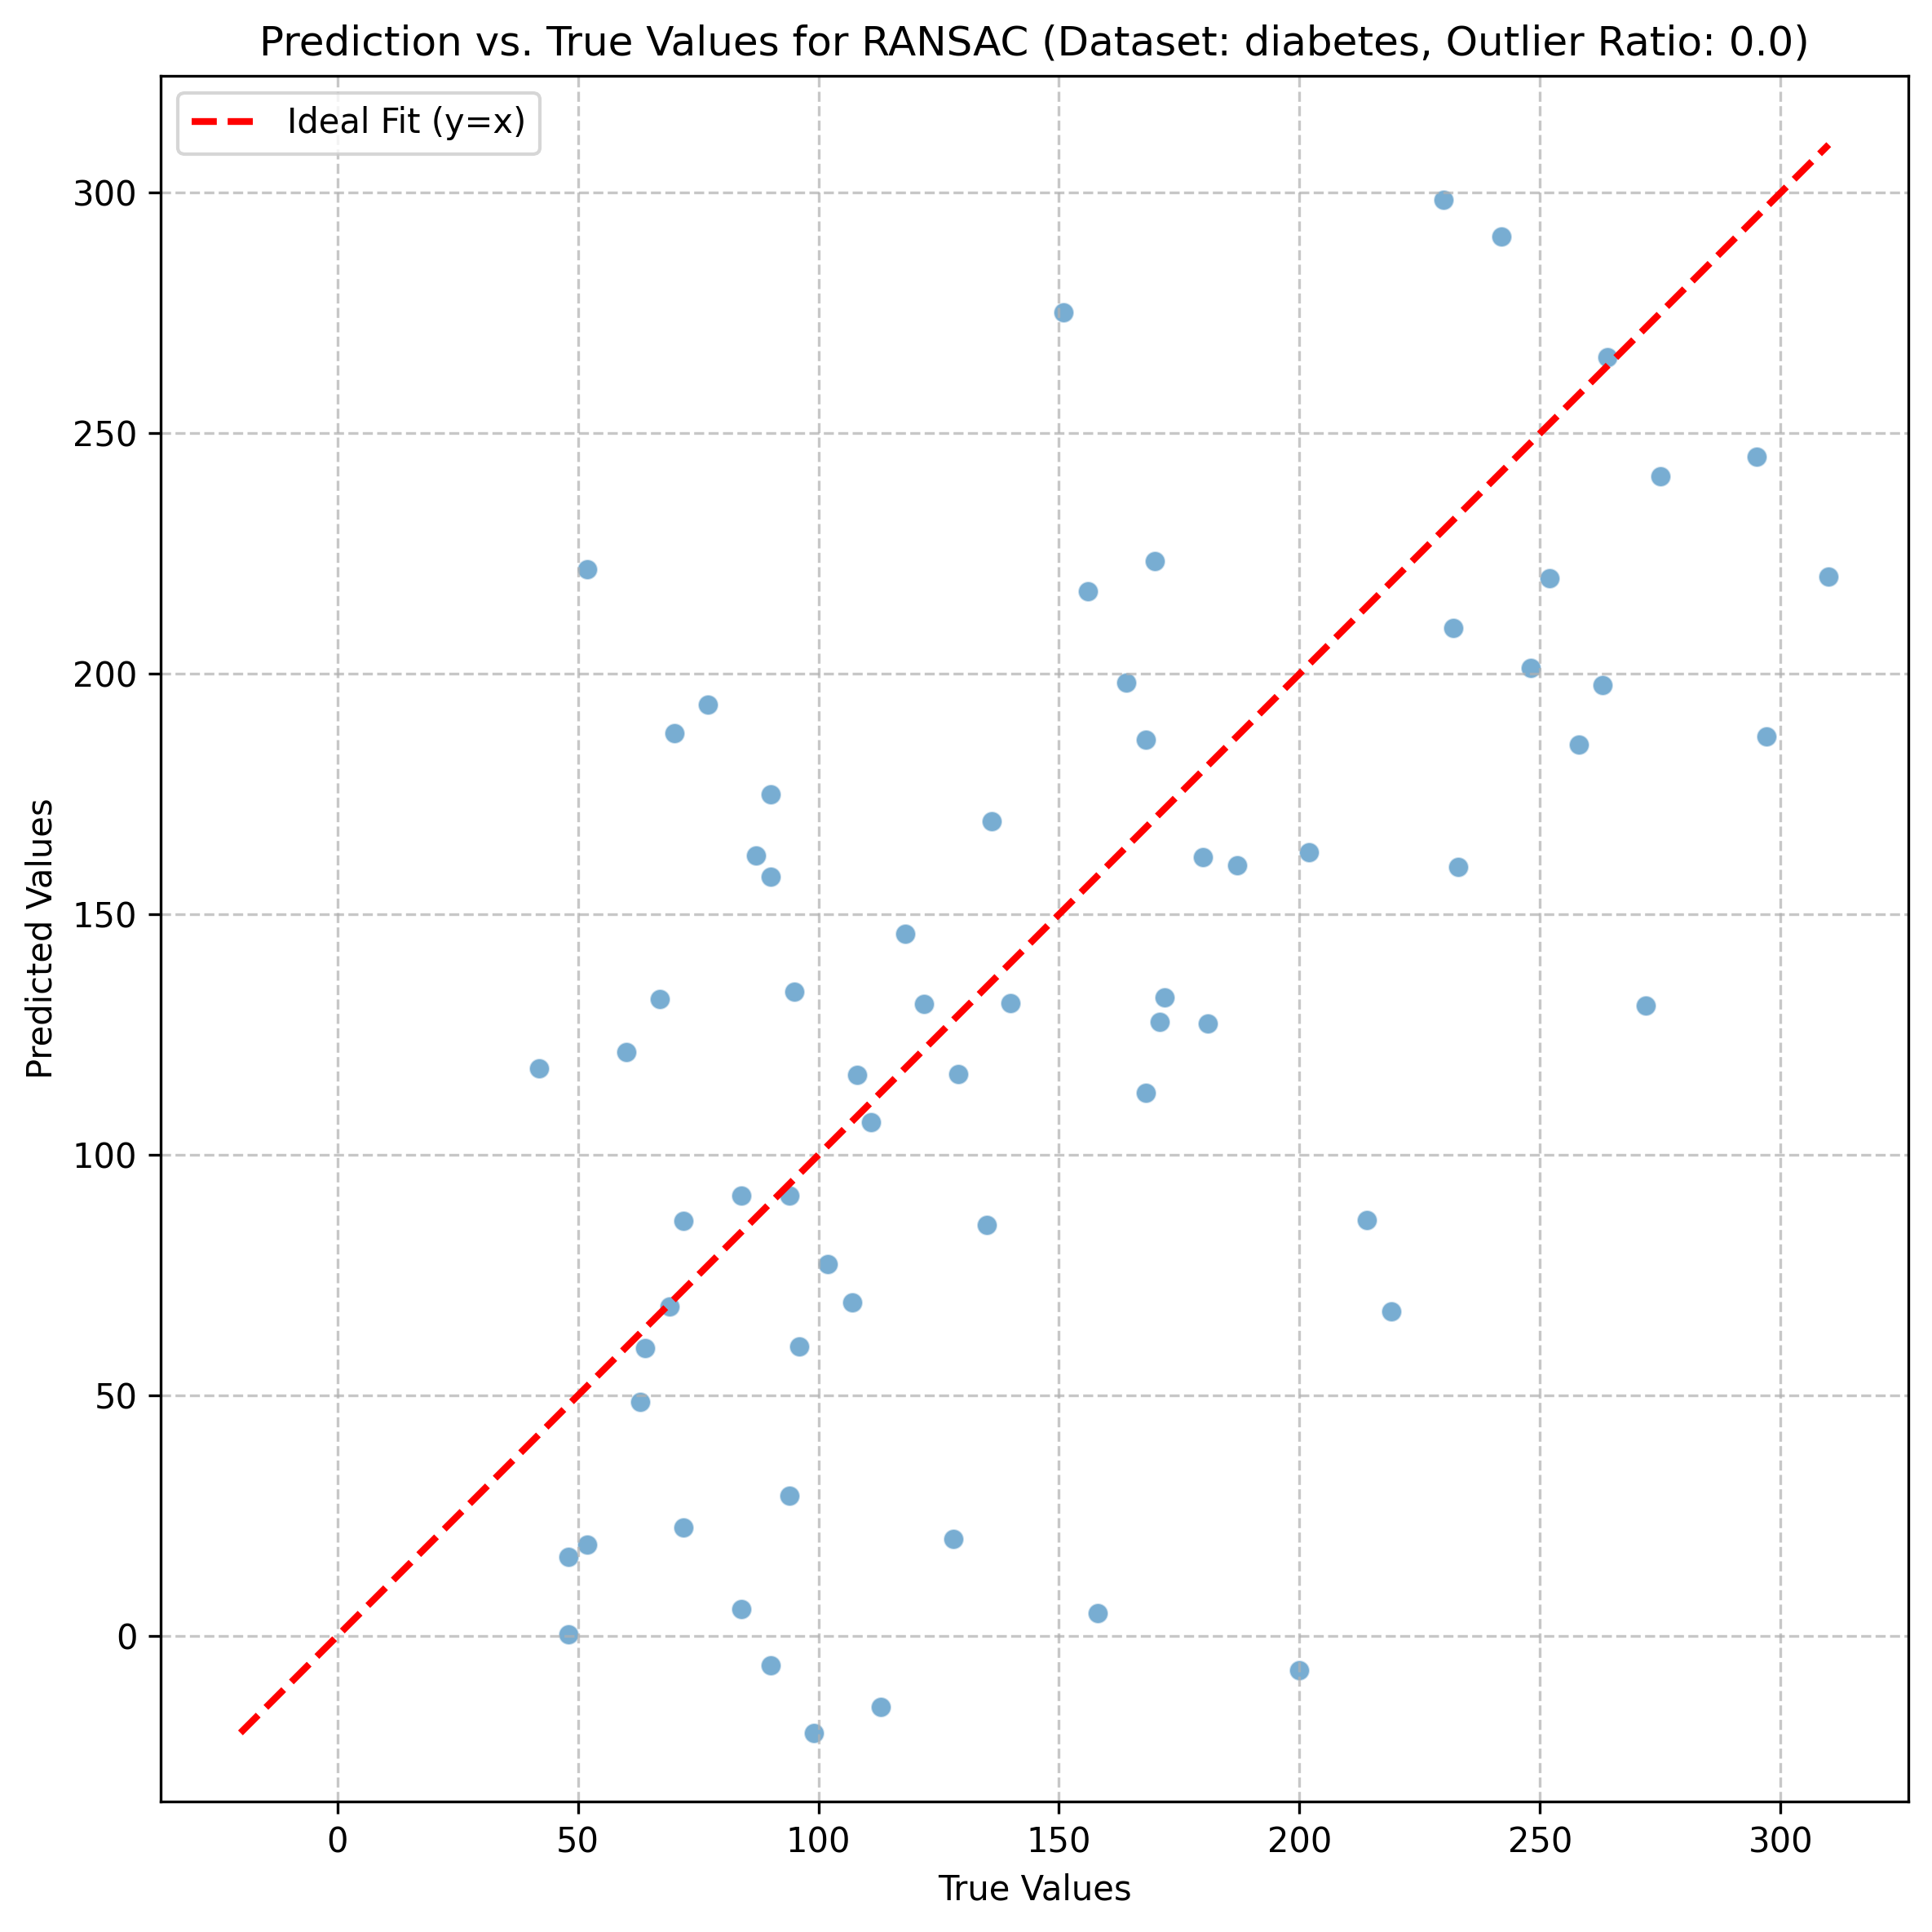 Prediction vs. True Values for RANSAC (Dataset: diabetes, Outlier Ratio: 0.0)
Ideal Fit (y=x)
300
250
200
150
100
50
0
Predicted Values
0 50 100 150 200 250 300
True Values